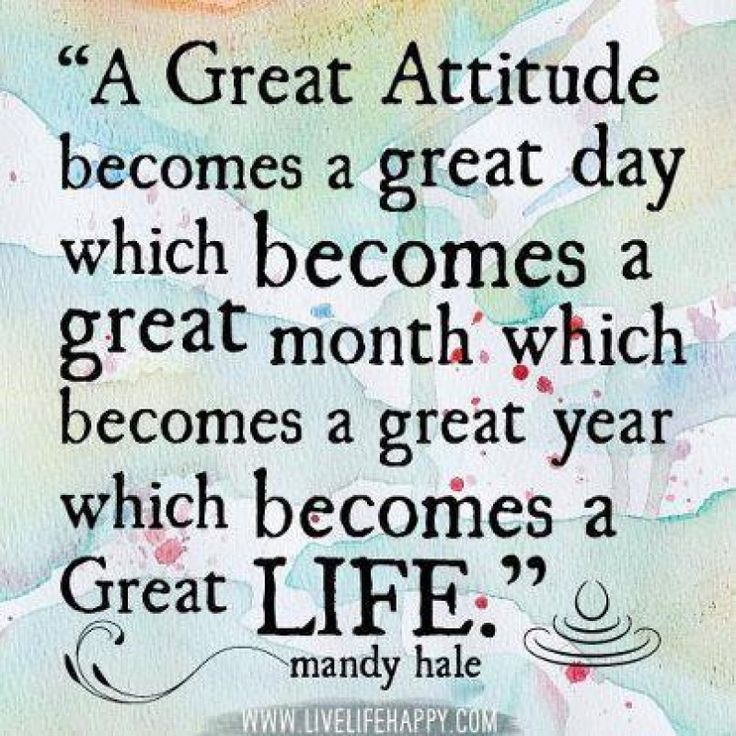 “A Great Attitude
becomes a great day
which becomes a
great month which
becomes a great year
which becomes a
Great LIFE.”
mandy hale
WWW.LIVELIFEHAPPY.COM